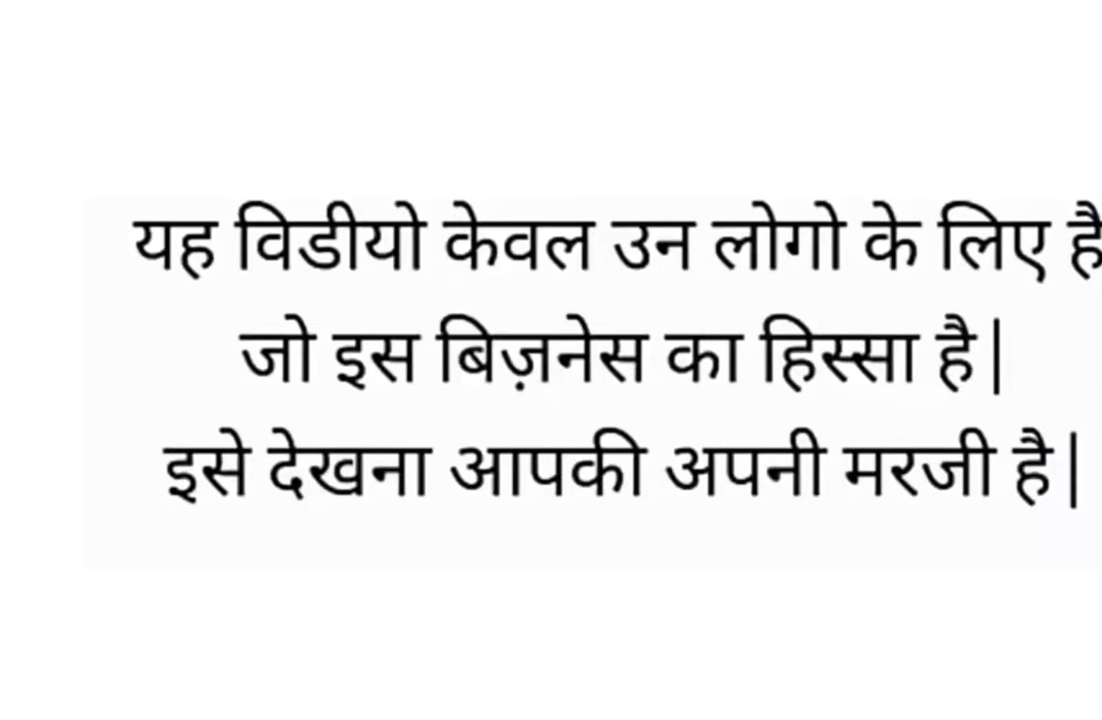 यह विडीयो केवल उन लोगो के लिए है
जो इस बिज़नेस का हिस्सा है|
इसे देखना आपकी अपनी मरजी है|